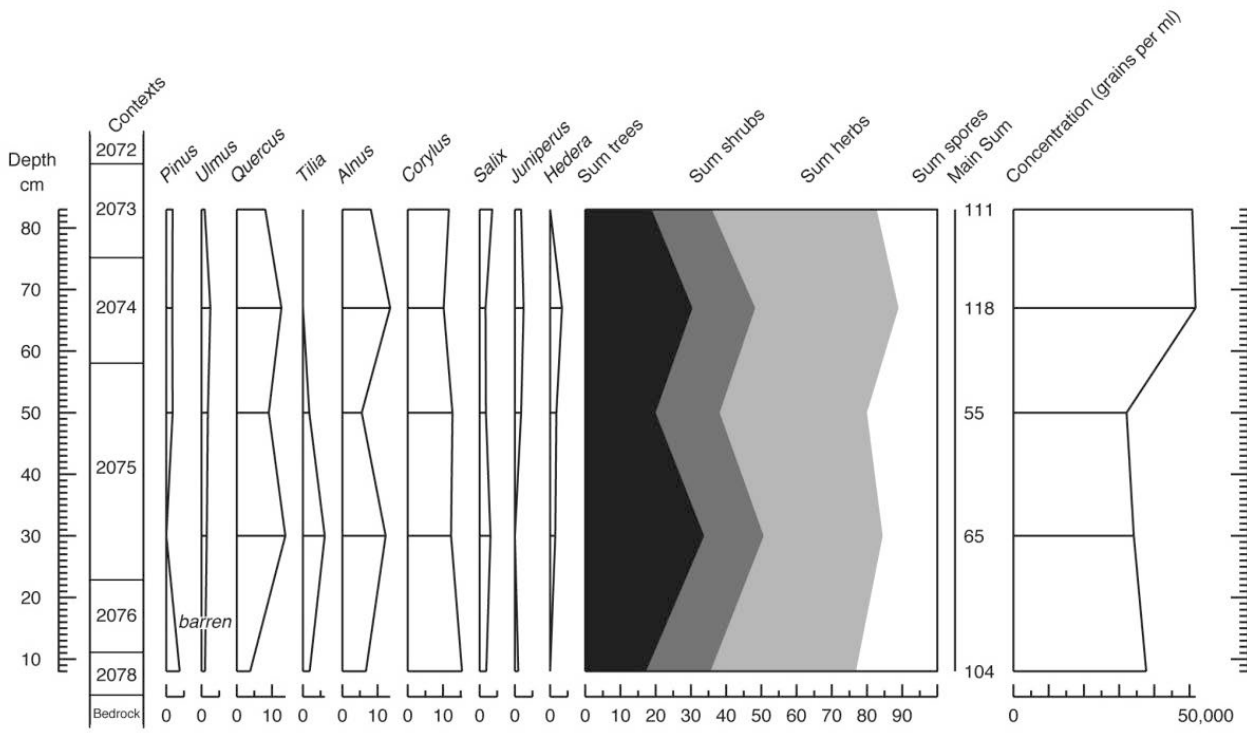 Contexts
Pinus
Ulmus
Quercus
Tilia
Alnus
Corylus
Salix
Juniperus
Hedera
Sum trees
Sum shrubs
Sum herbs
Sum spores
Main Sum
Concentration (grains per ml)
Depth
cm
2072
2073
2074
2075
2076
2078
Bedrock
80
70
60
50
40
30
20
10
barren
111
118
55
65
104
0 0 0 10 0 0 10 0 10 0 0 0 0 10 20 30 40 50 60 70 80 90 0 50,000